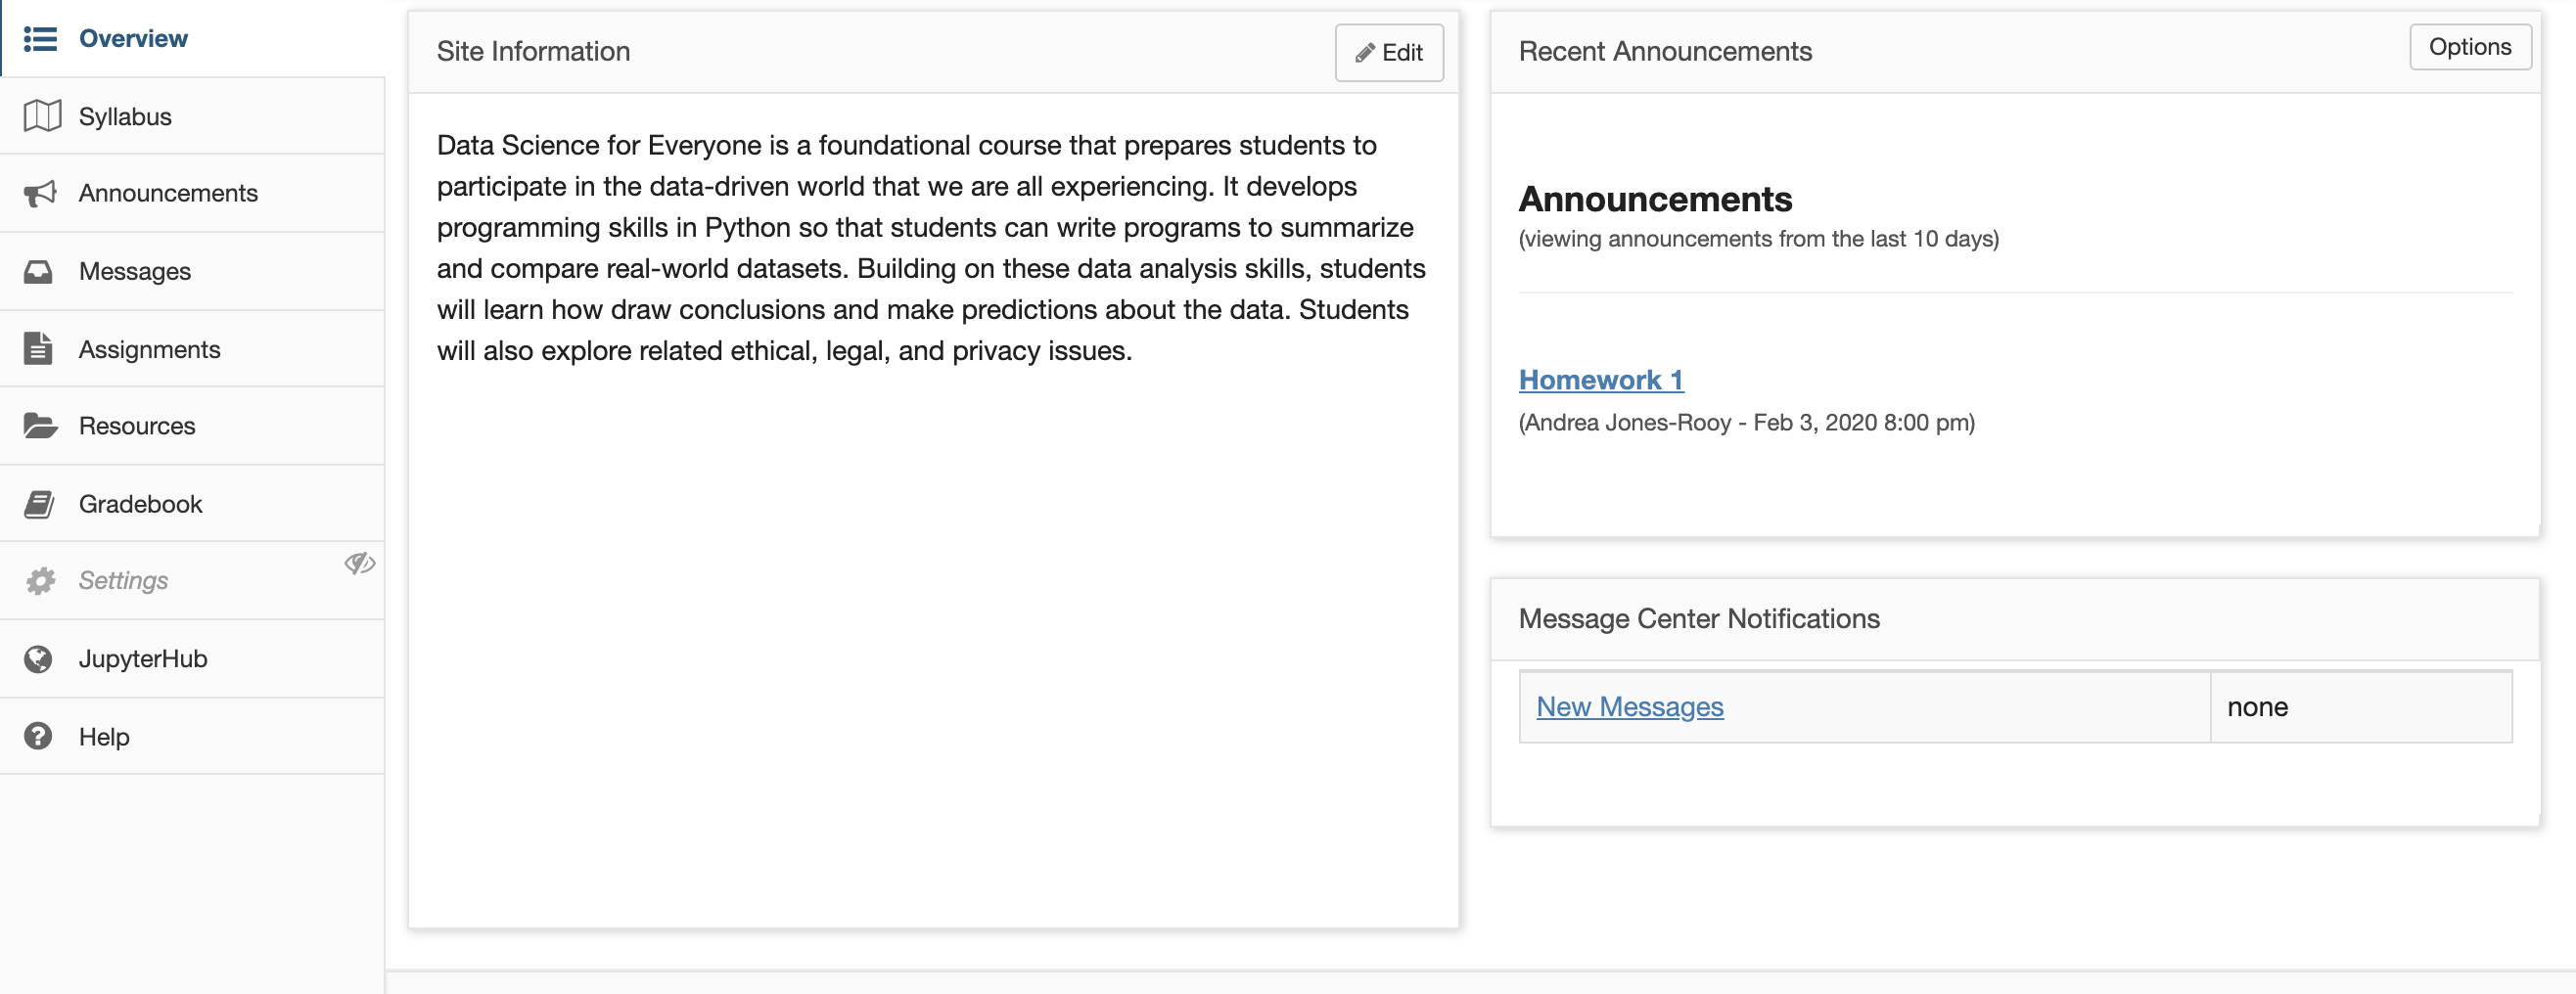 Overview
Syllabus
Announcements
Messages
Assignments
Resources
Gradebook
Settings
JupyterHub
Help
Site Information
Edit
Data Science for Everyone is a foundational course that prepares students to
participate in the data-driven world that we are all experiencing. It develops
programming skills in Python so that students can write programs to summarize
and compare real-world datasets. Building on these data analysis skills, students
will learn how draw conclusions and make predictions about the data. Students
will also explore related ethical, legal, and privacy issues.
Recent Announcements
Options
Announcements
(viewing announcements from the last 10 days)
Homework 1
(Andrea Jones-Rooy - Feb 3, 2020 8:00 pm)
Message Center Notifications
New Messages none